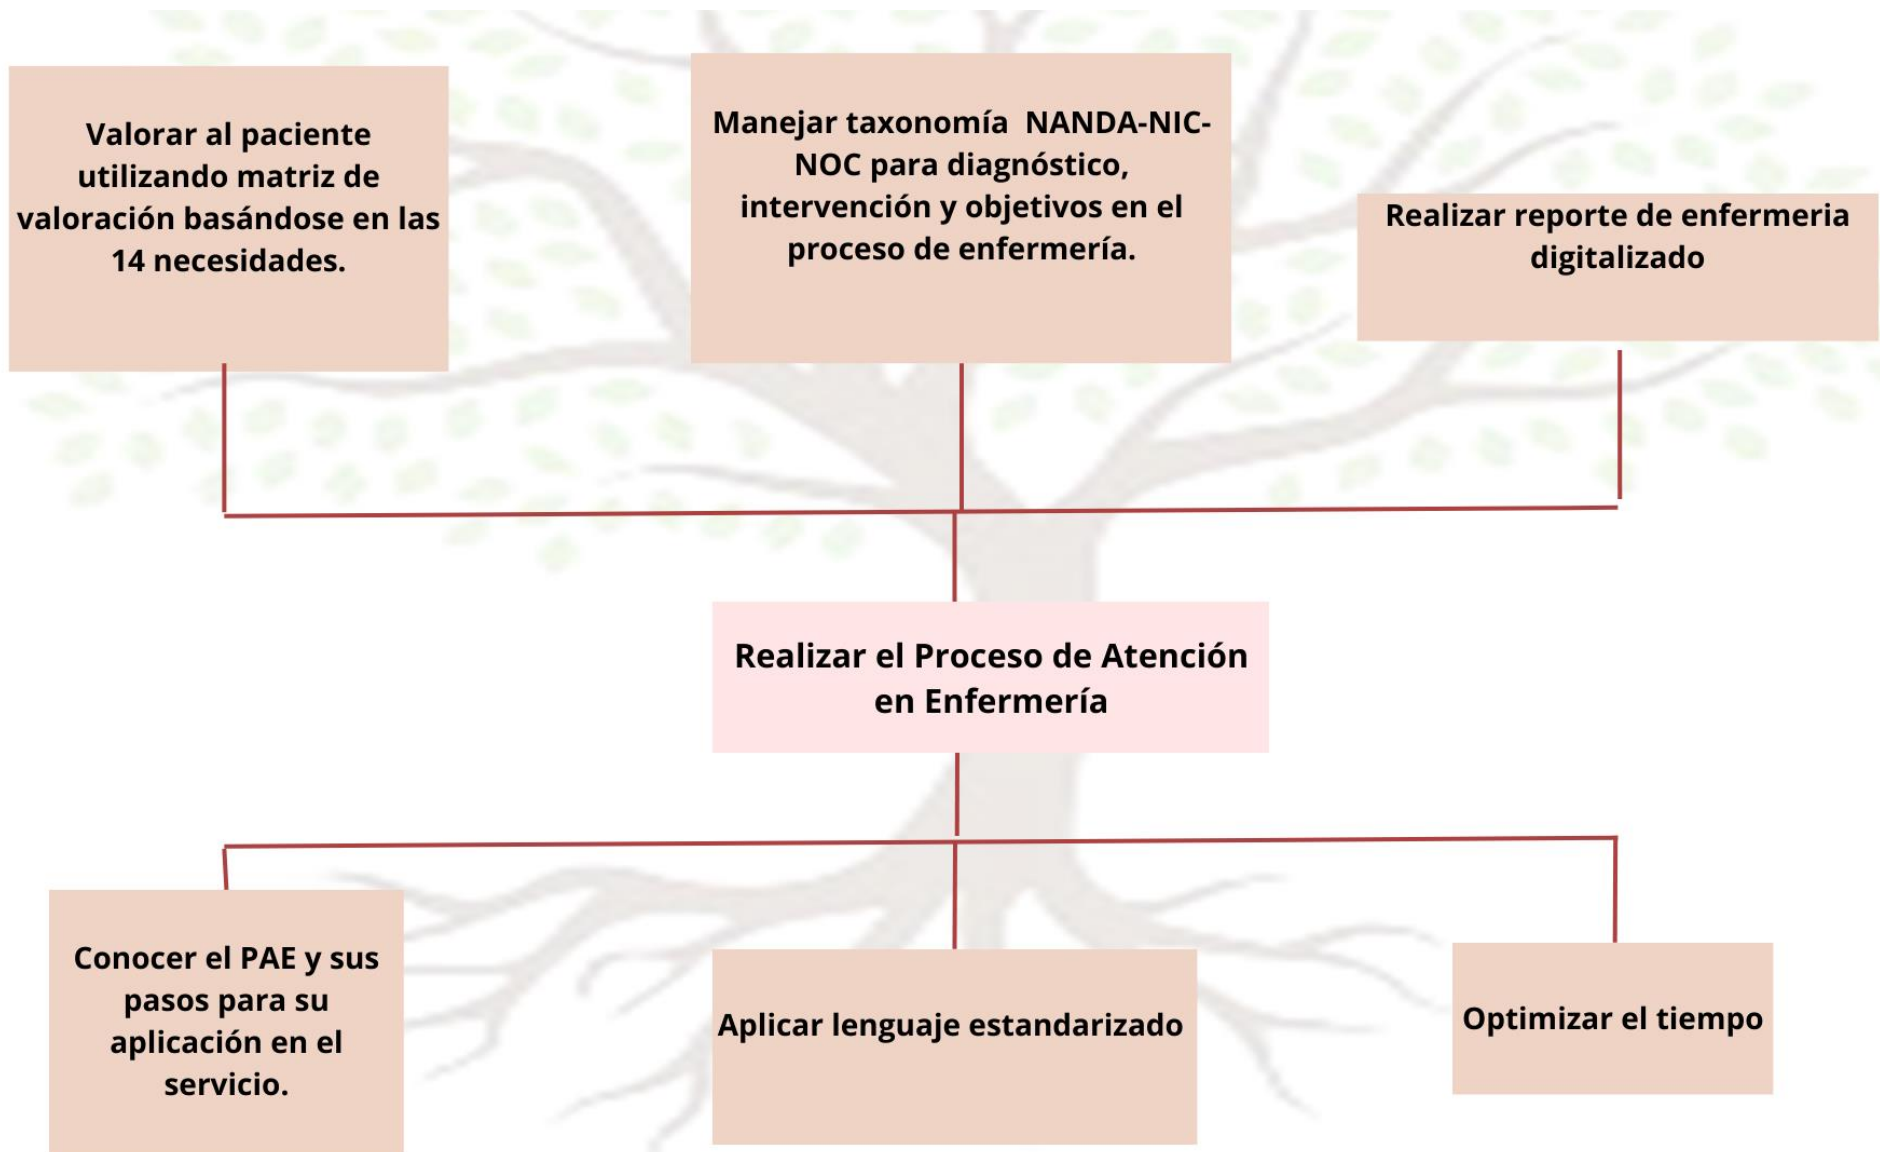 Valorar al paciente
utilizando matriz de
valoración basándose en las
14 necesidades.
Manejar taxonomía  NANDA-NIC-
NOC para diagnóstico,
intervención y objetivos en el
proceso de enfermería.
Realizar reporte de enfermeria
digitalizado
Realizar el Proceso de Atención
en Enfermería
Conocer el PAE y sus
pasos para su
aplicación en el
servicio.
Aplicar lenguaje estandarizado
Optimizar el tiempo